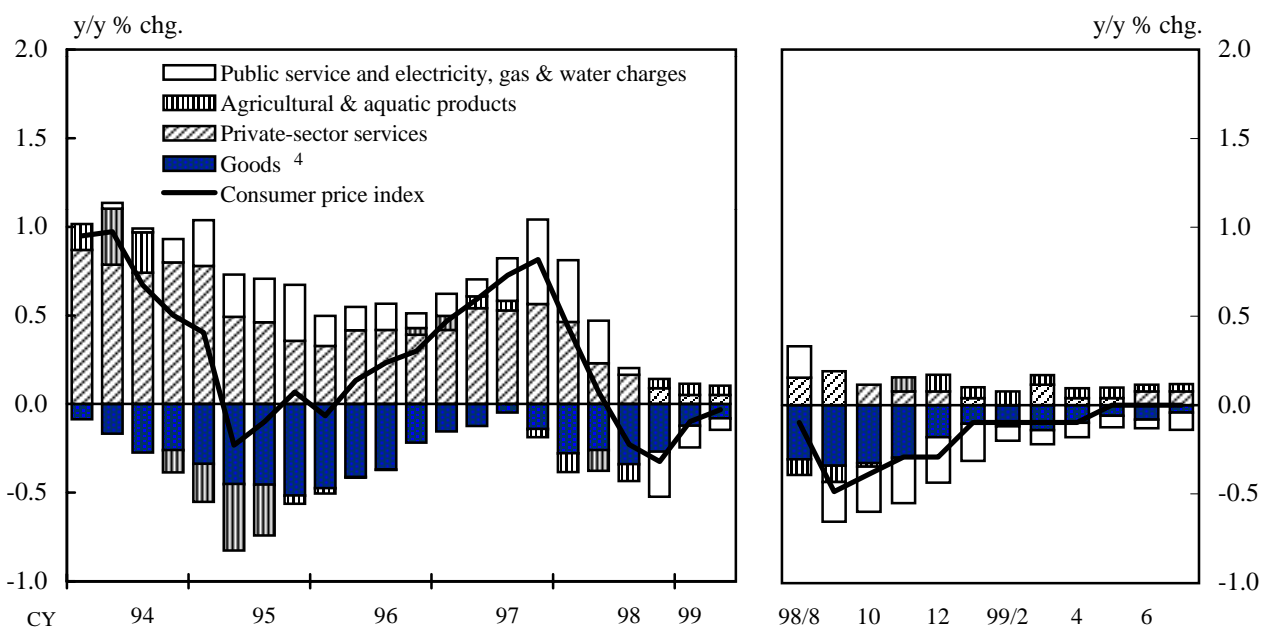 y/y % chg.
y/y % chg.
2.0
1.5
1.0
0.5
0.0
-0.5
-1.0
Public service and electricity, gas & water charges
Agricultural & aquatic products
Private-sector services
Goods 4
Consumer price index
2.0
1.5
1.0
0.5
0.0
-0.5
-1.0
CY 94 95 96 97 98 99
98/8 10 12 99/2 4 6